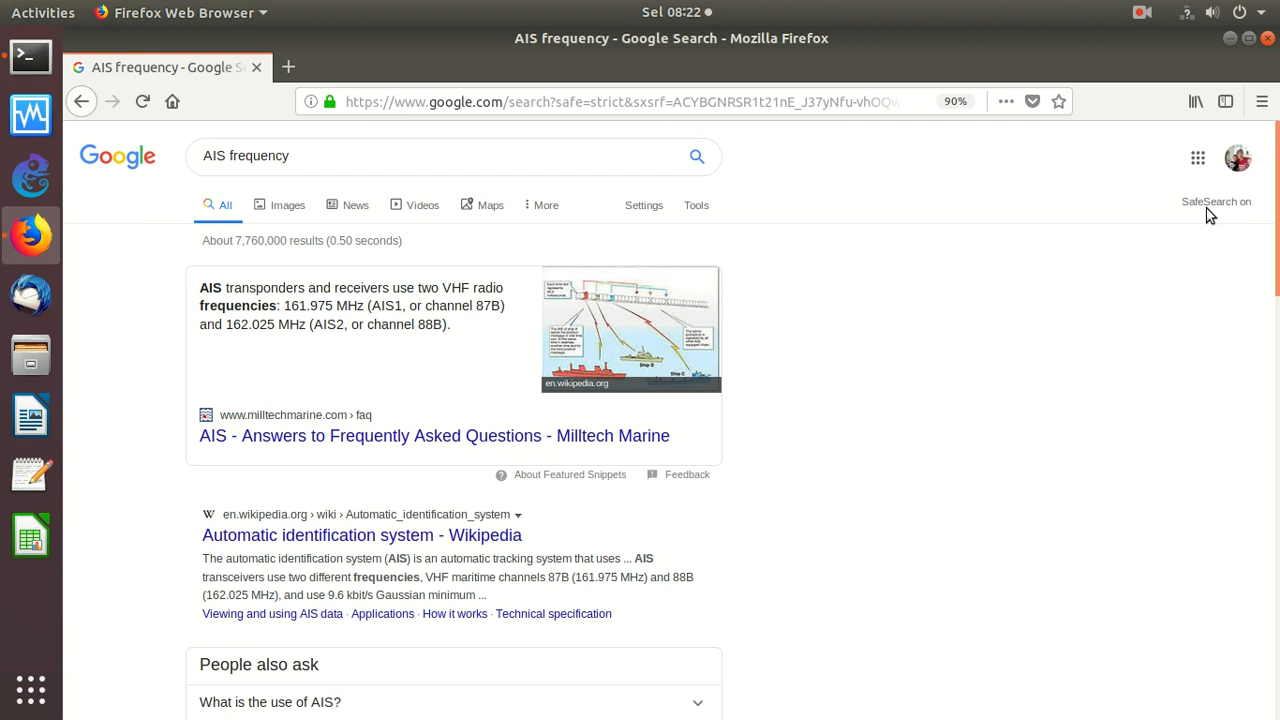 Activities Firefox Web Browser Sel 08:22
AIS frequency - Google Search - Mozilla Firefox
AIS frequency - Google S
https://www.google.com/search?safe=strict&sxsrf=ACYBGNRSR1t21nE_J37yNfu-vhOQw 90%
Google AIS frequency
All Images News Videos Maps More Settings Tools SafeSearch on
About 7,760,000 results (0.50 seconds)
AIS transponders and receivers use two VHF radio
frequencies: 161.975 MHz (AIS1, or channel 87B)
and 162.025 MHz (AIS2, or channel 88B).
Ship B
Ship C
en.wikipedia.org
www.milltechmarine.com › faq
AIS - Answers to Frequently Asked Questions - Milltech Marine
About Featured Snippets Feedback
en.wikipedia.org › wiki › Automatic_identification_system
Automatic identification system - Wikipedia
The automatic identification system (AIS) is an automatic tracking system that uses ... AIS
transceivers use two different frequencies, VHF maritime channels 87B (161.975 MHz) and 88B
(162.025 MHz), and use 9.6 kbit/s Gaussian minimum ...
Viewing and using AIS data · Applications · How it works · Technical specification
People also ask
What is the use of AIS?